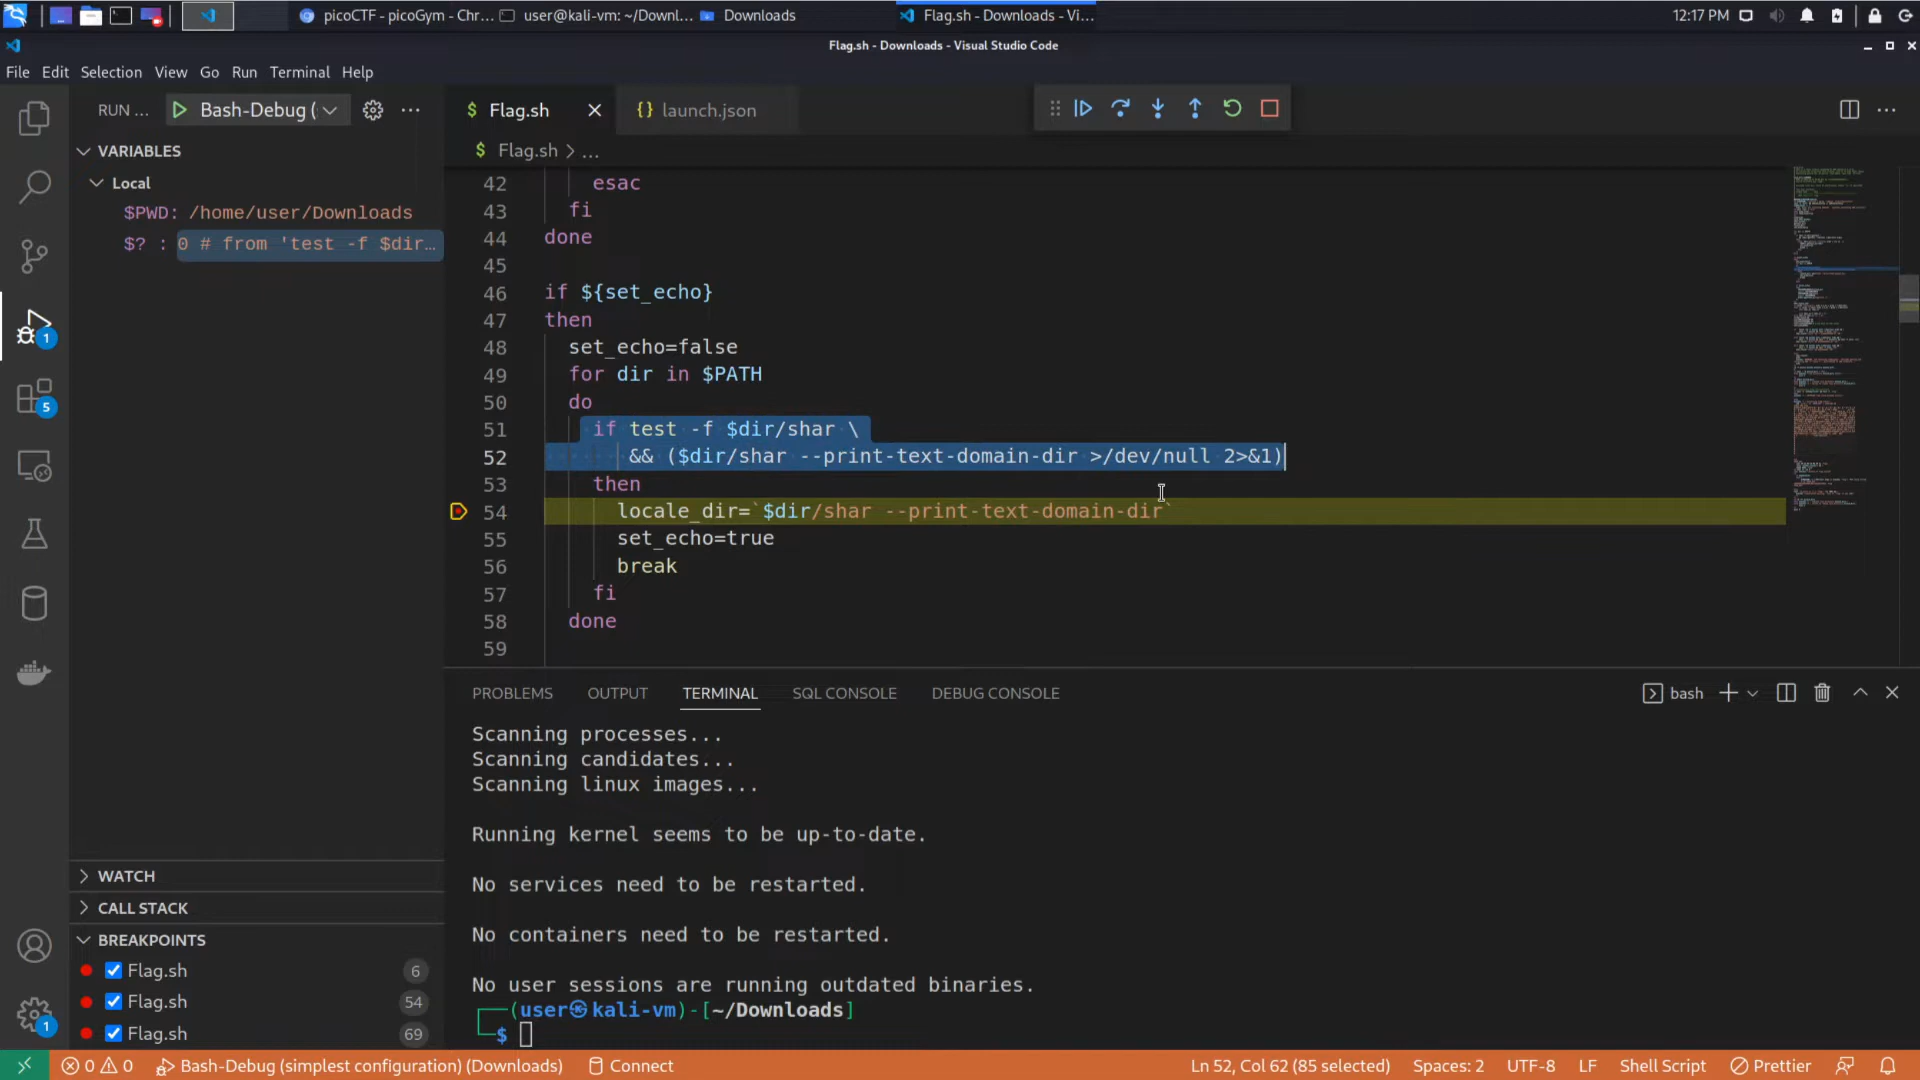 picoCTF - picoGym - Chr...
user@kali-vm: ~/Downl...
Downloads
Flag.sh - Downloads - Vi...
12:17 PM
Flag.sh - Downloads - Visual Studio Code
File Edit Selection View Go Run Terminal Help
RUN ...
Bash-Debug (
Flag.sh
launch.json
VARIABLES
Local
$PWD: /home/user/Downloads
$? : 0 # from 'test -f $dir...
$ Flag.sh > ...
42 esac
43 fi
44 done
45
46 if ${set_echo}
47 then
48 set_echo=false
49 for dir in $PATH
50 do
51 if test -f $dir/shar \
52 && ($dir/shar --print-text-domain-dir >/dev/null 2>&1)
53 then
54 locale_dir=`$dir/shar --print-text-domain-dir`
55 set_echo=true
56 break
57 fi
58 done
59
1
5
PROBLEMS OUTPUT TERMINAL SQL CONSOLE DEBUG CONSOLE
bash
Scanning processes...
Scanning candidates...
Scanning linux images...
Running kernel seems to be up-to-date.
No services need to be restarted.
No containers need to be restarted.
No user sessions are running outdated binaries.
(user㉿kali-vm)-[~/Downloads]
$
WATCH
CALL STACK
BREAKPOINTS
Flag.sh 6
Flag.sh 54
Flag.sh 69
1
0 0 Bash-Debug (simplest configuration) (Downloads) Connect
Ln 52, Col 62 (85 selected) Spaces: 2 UTF-8 LF Shell Script Prettier